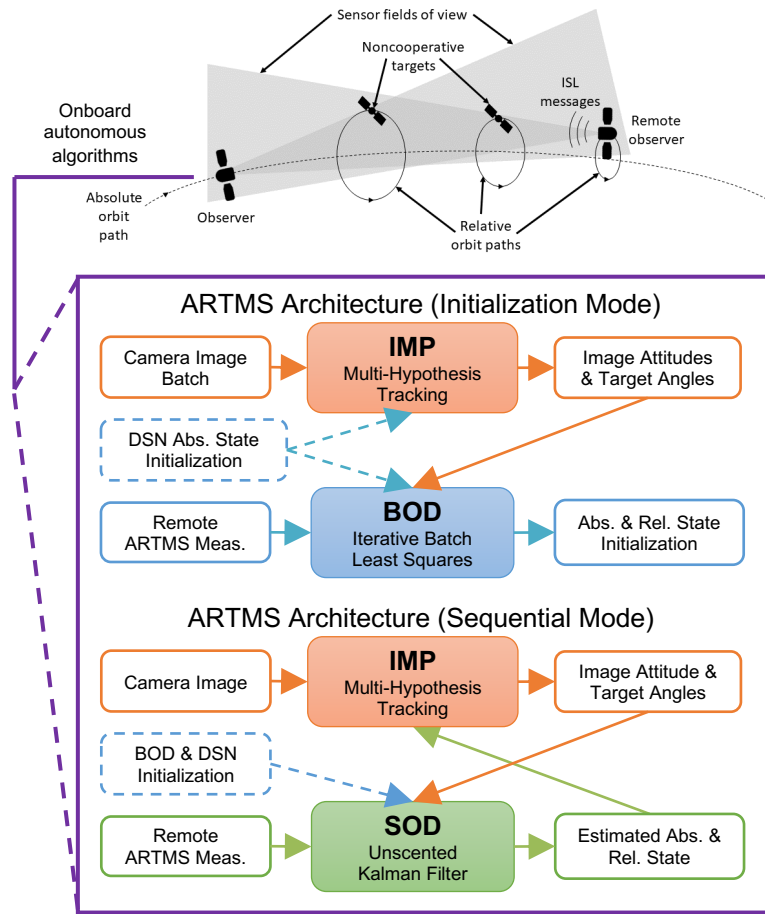 Sensor fields of view
Noncooperative
targets
ISL
messages
Remote
observer
Onboard
autonomous
algorithms
Absolute
orbit
path
Observer
Relative
orbit paths
ARTMS Architecture (Initialization Mode)
Camera Image
Batch
IMP
Multi-Hypothesis
Tracking
Image Attitudes
& Target Angles
DSN Abs. State
Initialization
Remote
ARTMS Meas.
BOD
Iterative Batch
Least Squares
Abs. & Rel. State
Initialization
ARTMS Architecture (Sequential Mode)
Camera Image
IMP
Multi-Hypothesis
Tracking
Image Attitude &
Target Angles
BOD & DSN
Initialization
Remote
ARTMS Meas.
SOD
Unscented
Kalman Filter
Estimated Abs. &
Rel. State